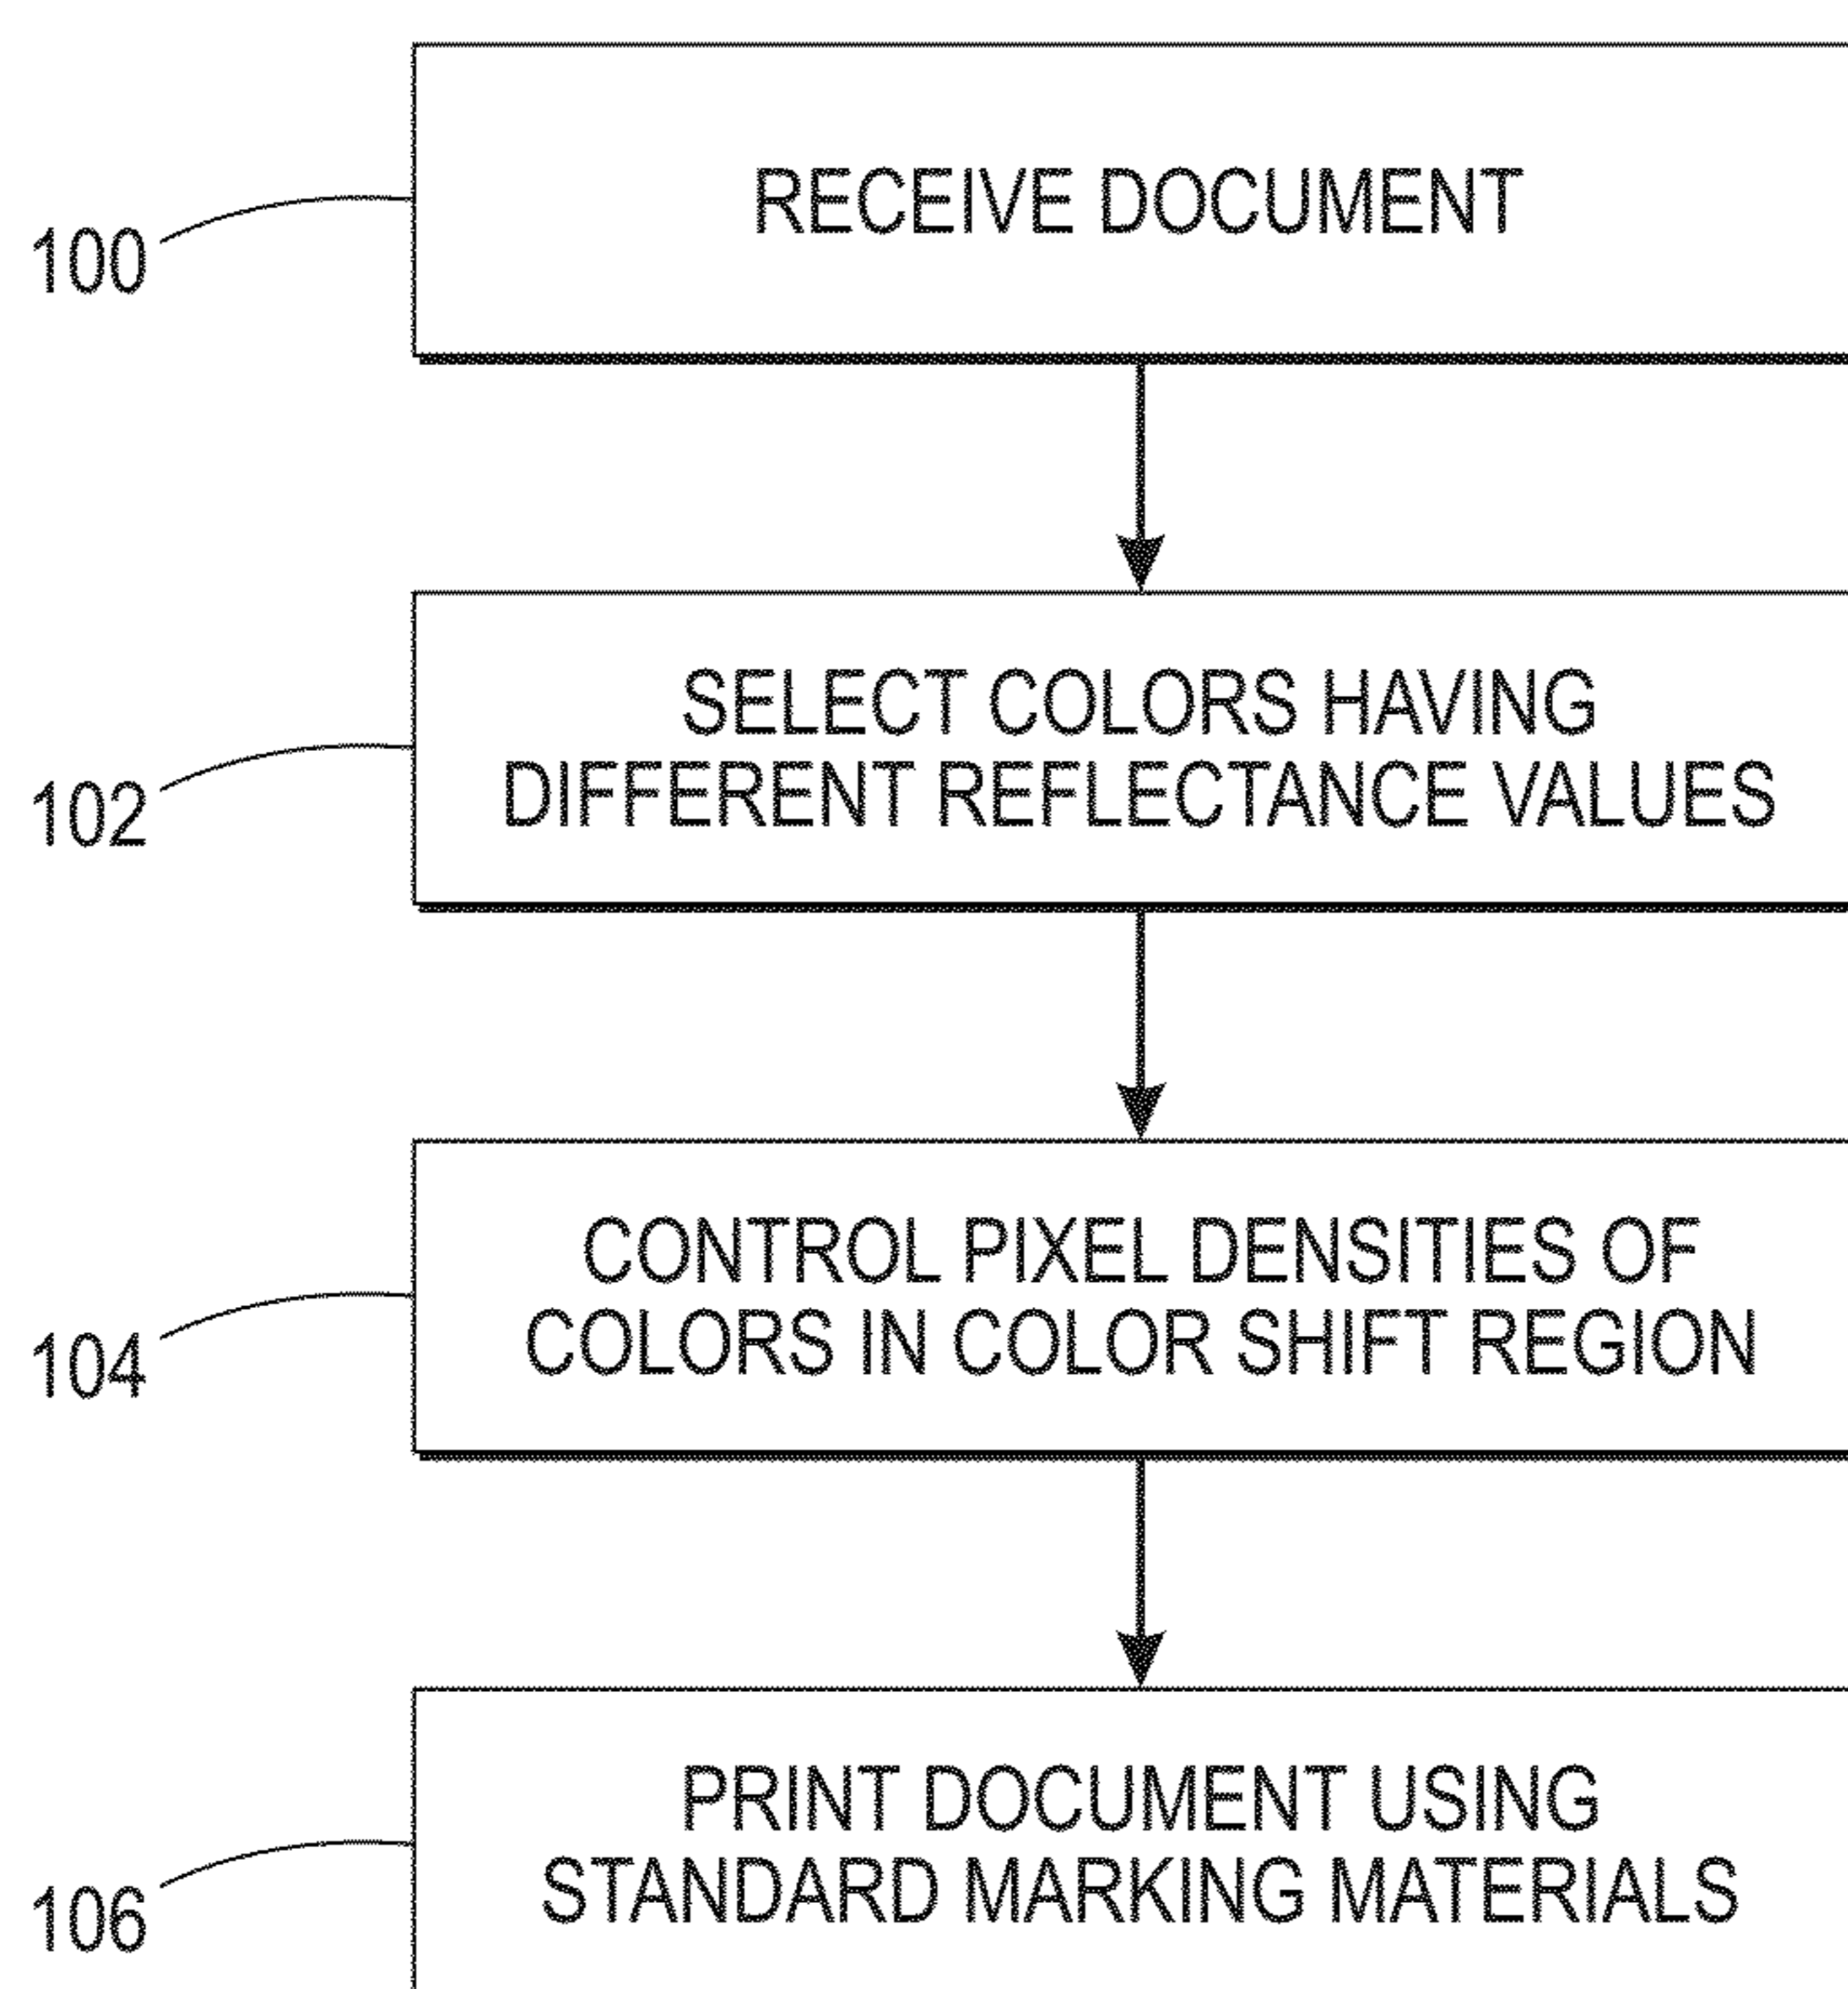 RECEIVE DOCUMENT
100
SELECT COLORS HAVING
DIFFERENT REFLECTANCE VALUES
102
CONTROL PIXEL DENSITIES OF
COLORS IN COLOR SHIFT REGION
104
PRINT DOCUMENT USING
STANDARD MARKING MATERIALS
106